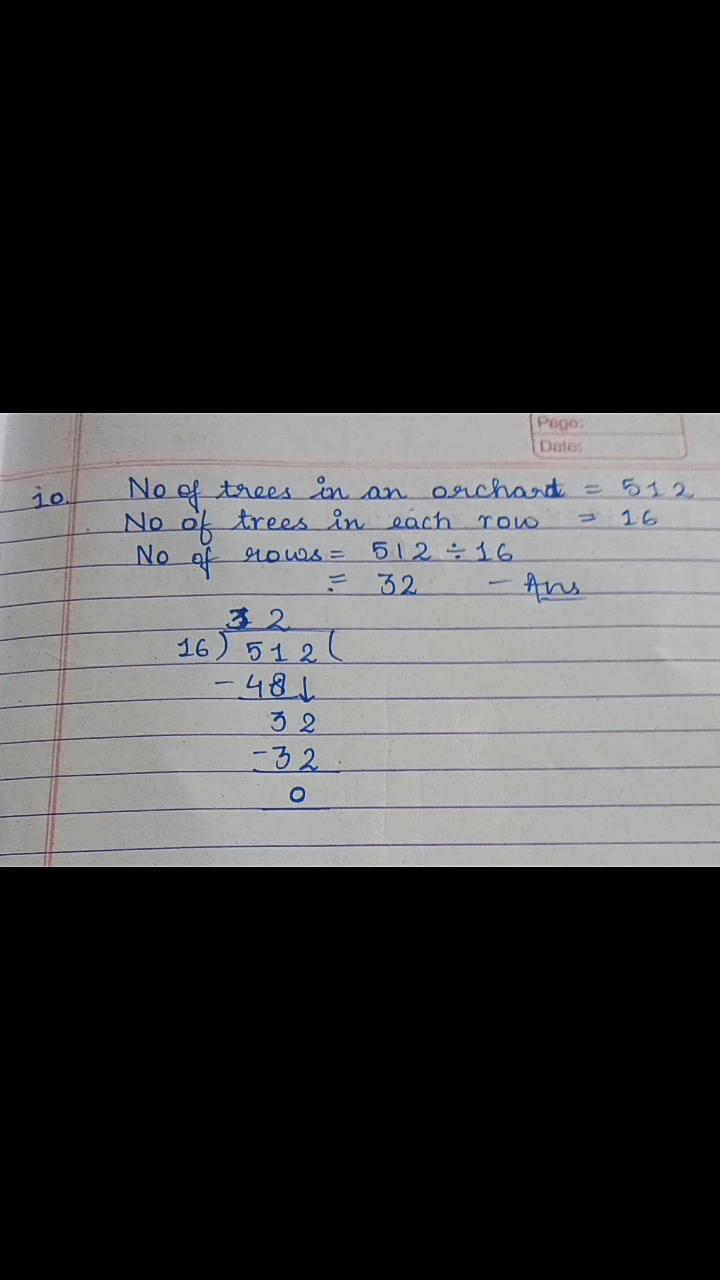 Page:
Date:
10. No of trees in an orchard = 512
No of trees in each row = 16
No of rows = 512 ÷ 16
= 32 - Ans
32
16) 512 (
- 48↓
32
-32
0